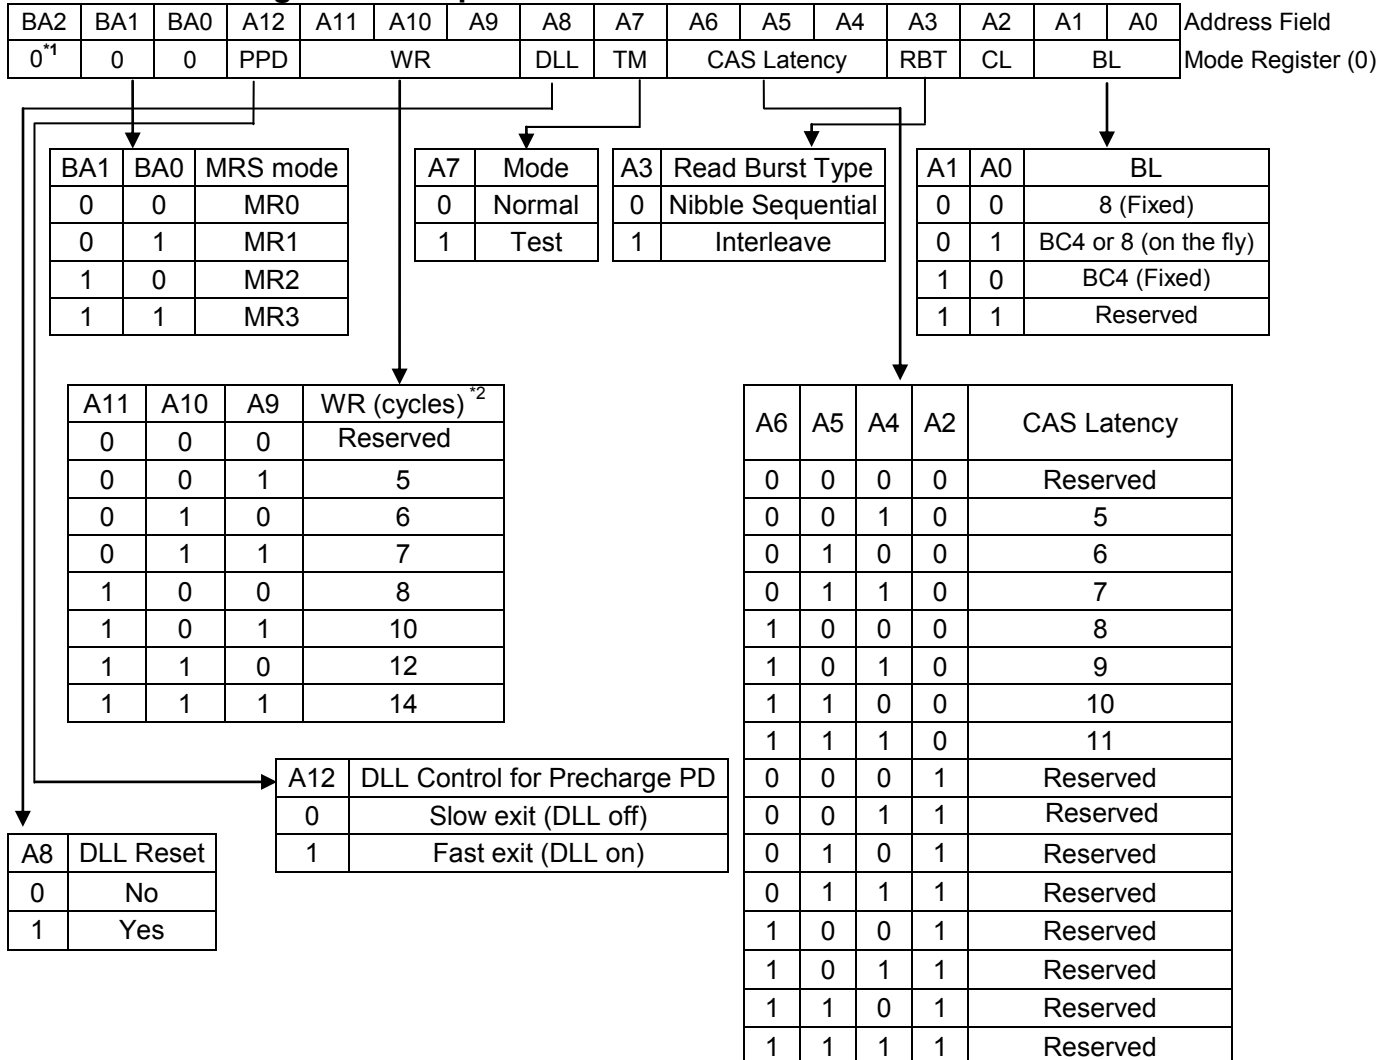 BA2 BA1 BA0 A12 A11 A10 A9 A8 A7 A6 A5 A4 A3 A2 A1 A0 Address Field
0*1 0 0 PPD WR DLL TM CAS Latency RBT CL BL Mode Register (0)
BA1 BA0 MRS mode
0 0 MR0
0 1 MR1
1 0 MR2
1 1 MR3
A7 Mode
0 Normal
1 Test
A3 Read Burst Type
0 Nibble Sequential
1 Interleave
A1 A0 BL
0 0 8 (Fixed)
0 1 BC4 or 8 (on the fly)
1 0 BC4 (Fixed)
1 1 Reserved
A11 A10 A9 WR (cycles) *2
0 0 0 Reserved
0 0 1 5
0 1 0 6
0 1 1 7
1 0 0 8
1 0 1 10
1 1 0 12
1 1 1 14
A6 A5 A4 A2 CAS Latency
0 0 0 0 Reserved
0 0 1 0 5
0 1 0 0 6
0 1 1 0 7
1 0 0 0 8
1 0 1 0 9
1 1 0 0 10
1 1 1 0 11
0 0 0 1 Reserved
0 0 1 1 Reserved
0 1 0 1 Reserved
0 1 1 1 Reserved
1 0 0 1 Reserved
1 0 1 1 Reserved
1 1 0 1 Reserved
1 1 1 1 Reserved
A12 DLL Control for Precharge PD
0 Slow exit (DLL off)
1 Fast exit (DLL on)
A8 DLL Reset
0 No
1 Yes